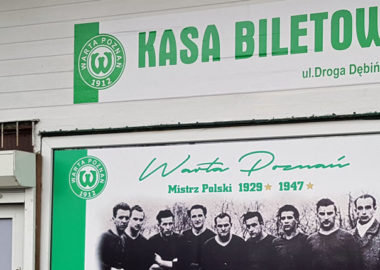 WARTA POZNAŃ
1912
KASA BILETOW
ul.Droga Dębiń
WARTA POZNAŃ
1912
Warta Poznań
Mistrz Polski 1929 ★ 1947 ★